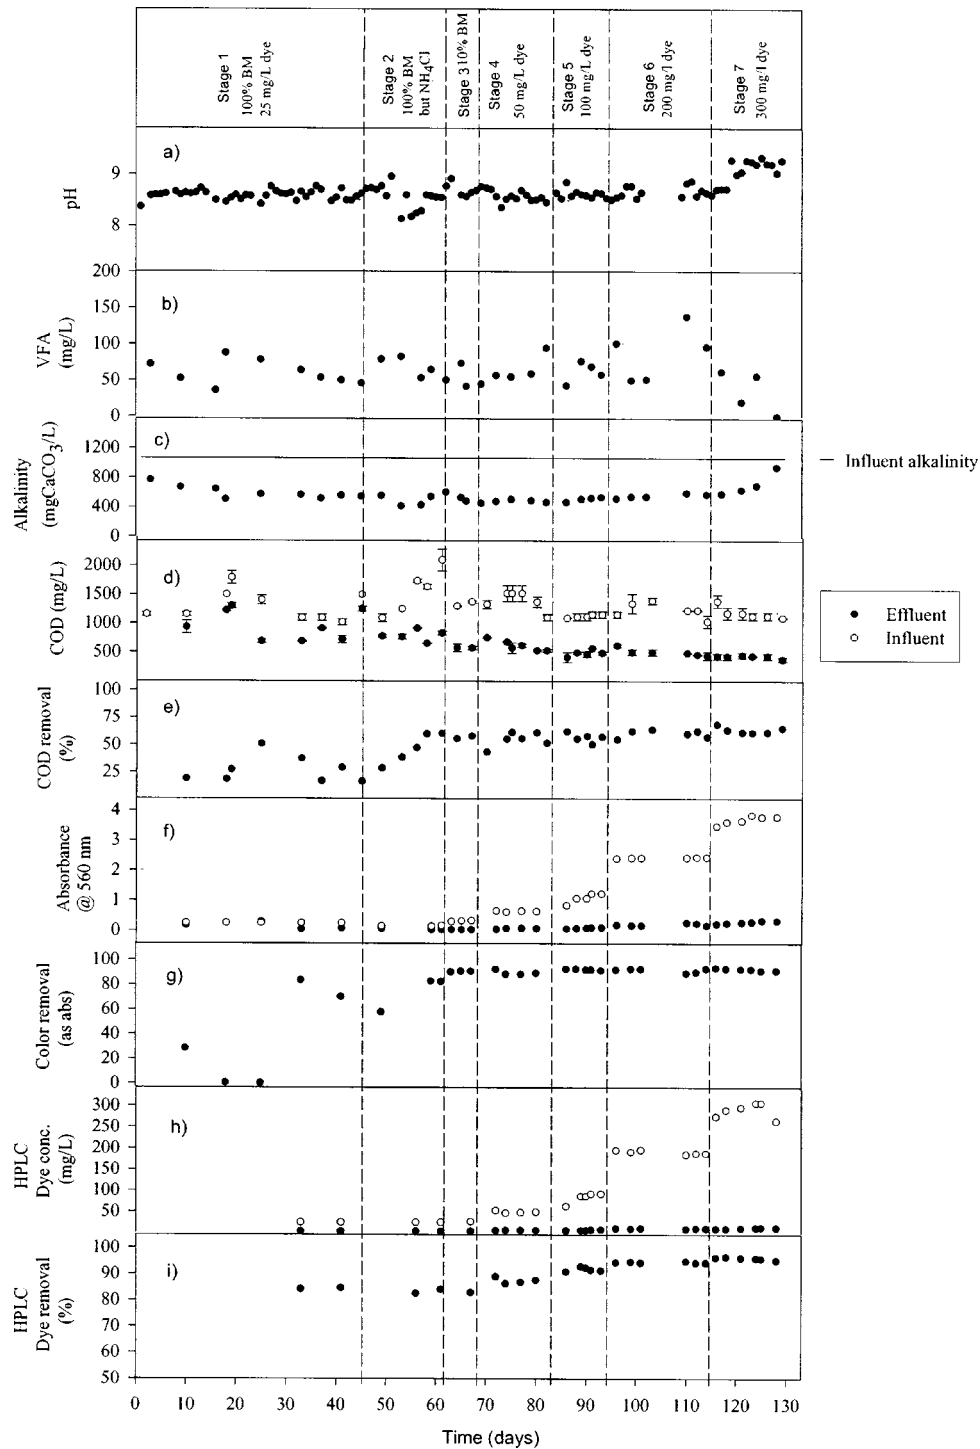 Stage 1
100% BM
25 mg/L dye
Stage 2
100% BM
but NH4Cl
Stage 3 10% BM
Stage 4
50 mg/L dye
Stage 5
100 mg/L dye
Stage 6
200 mg/l dye
Stage 7
300 mg/l dye
a)
pH
9
8
b)
VFA
(mg/L)
200
150
100
50
0
c)
Alkalinity
(mgCaCO3/L)
1200
800
400
0
— Influent alkalinity
d)
COD (mg/L)
2000
1500
1000
500
● Effluent
○ Influent
e)
COD removal
(%)
100
75
50
25
f)
Absorbance
@ 560 nm
4
3
2
1
0
g)
Color removal
(as abs)
100
80
60
40
20
0
h)
HPLC
Dye conc.
(mg/L)
300
250
200
150
100
50
i)
HPLC
Dye removal
(%)
100
90
80
70
60
50
0 10 20 30 40 50 60 70 80 90 100 110 120 130
Time (days)